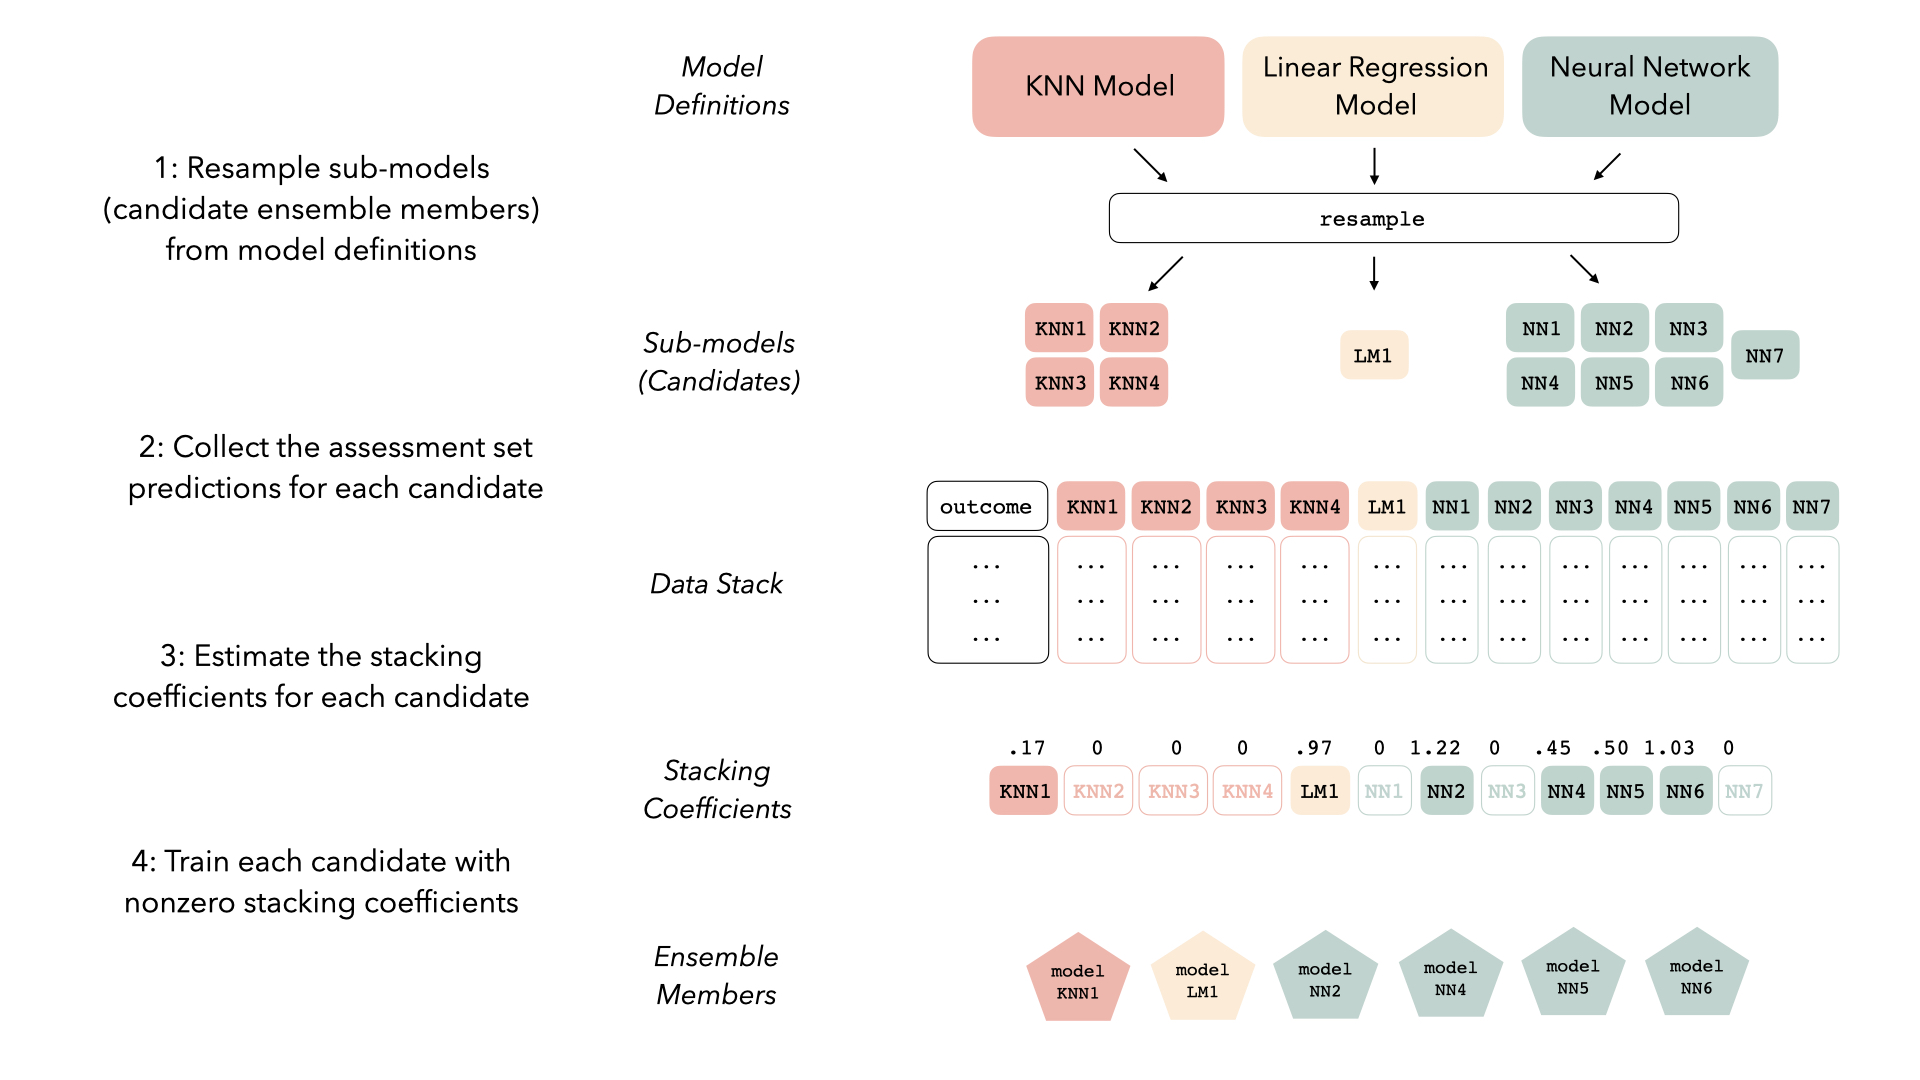 Model
Definitions
KNN Model
Linear Regression
Model
Neural Network
Model
1: Resample sub-models
(candidate ensemble members)
from model definitions
resample
Sub-models
(Candidates)
KNN1 KNN2
KNN3 KNN4
LM1
NN1 NN2 NN3
NN4 NN5 NN6
NN7
2: Collect the assessment set
predictions for each candidate
outcome KNN1 KNN2 KNN3 KNN4 LM1 NN1 NN2 NN3 NN4 NN5 NN6 NN7
Data Stack
... ... ... ... ... ... ... ... ... ... ... ... ...
... ... ... ... ... ... ... ... ... ... ... ... ...
... ... ... ... ... ... ... ... ... ... ... ... ...
3: Estimate the stacking
coefficients for each candidate
Stacking
Coefficients
.17 0 0 0 .97 0 1.22 0 .45 .50 1.03 0
KNN1 KNN2 KNN3 KNN4 LM1 NN1 NN2 NN3 NN4 NN5 NN6 NN7
4: Train each candidate with
nonzero stacking coefficients
Ensemble
Members
model
KNN1
model
LM1
model
NN2
model
NN4
model
NN5
model
NN6